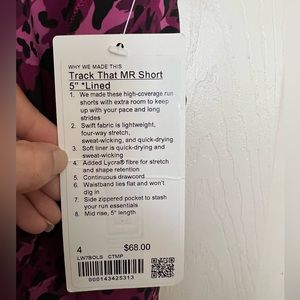 WHY WE MADE THIS
Track That MR Short
5" *Lined
1. We made these high-coverage run
shorts with extra room to keep
up with your pace and long
strides
2. Swift fabric is lightweight,
four-way stretch,
sweat-wicking, and quick-drying
3. Soft liner is quick-drying and
sweat-wicking
4. Added Lycra® fibre for stretch
and shape retention
5. Continuous drawcord
6. Waistband lies flat and won't
dig in
7. Side zippered pocket to stash
your run essentials
8. Mid rise, 5" length
4 $68.00
LW7BOLS CTMP
000143425313